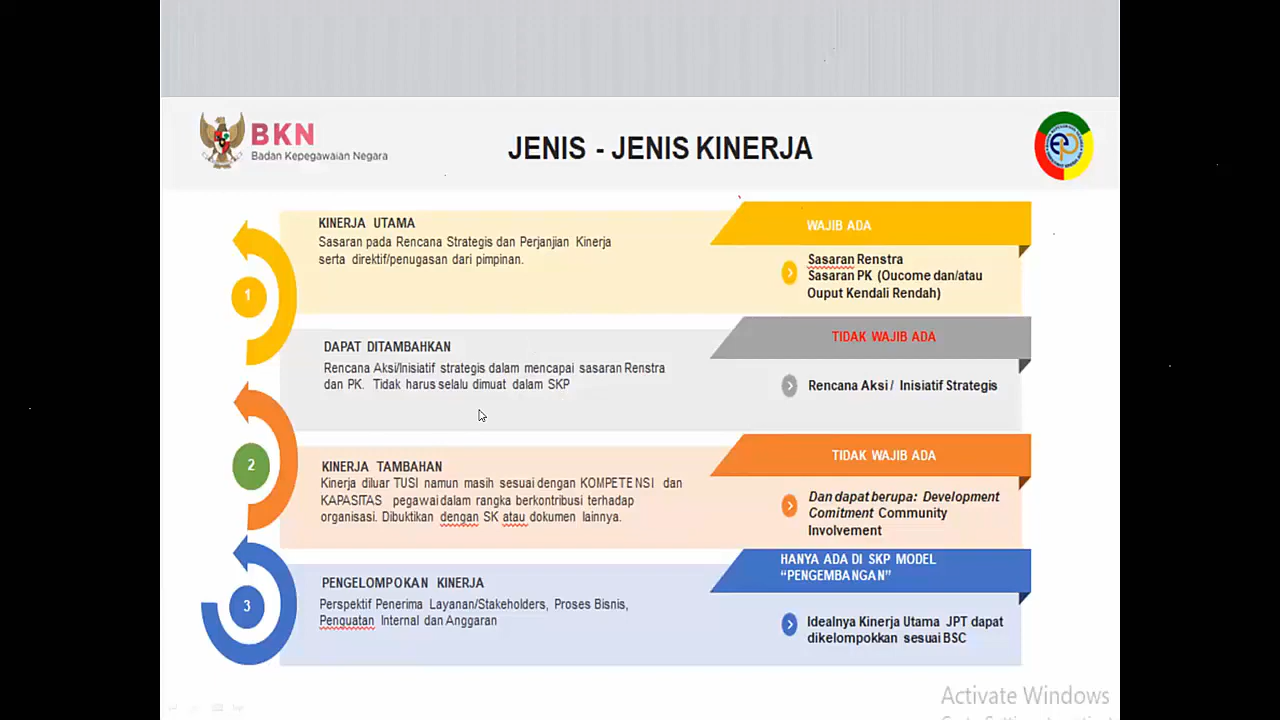 BKN
Badan Kepegawaian Negara
JENIS - JENIS KINERJA
1
KINERJA UTAMA
Sasaran pada Rencana Strategis dan Perjanjian Kinerja
serta direktif/penugasan dari pimpinan.
WAJIB ADA
Sasaran Renstra
Sasaran PK (Oucome dan/atau
Ouput Kendali Rendah)
DAPAT DITAMBAHKAN
Rencana Aksi/Inisiatif strategis dalam mencapai sasaran Renstra
dan PK. Tidak harus selalu dimuat dalam SKP
TIDAK WAJIB ADA
Rencana Aksi / Inisiatif Strategis
2
KINERJA TAMBAHAN
Kinerja diluar TUSI namun masih sesuai dengan KOMPETENSI dan
KAPASITAS pegawai dalam rangka berkontribusi terhadap
organisasi. Dibuktikan dengan SK atau dokumen lainnya.
TIDAK WAJIB ADA
Dan dapat berupa: Development
Comitment Community
Involvement
3
PENGELOMPOKAN KINERJA
Perspektif Penerima Layanan/Stakeholders, Proses Bisnis,
Penguatan Internal dan Anggaran
HANYA ADA DI SKP MODEL
"PENGEMBANGAN"
Idealnya Kinerja Utama JPT dapat
dikelompokkan sesuai BSC
Activate Windows